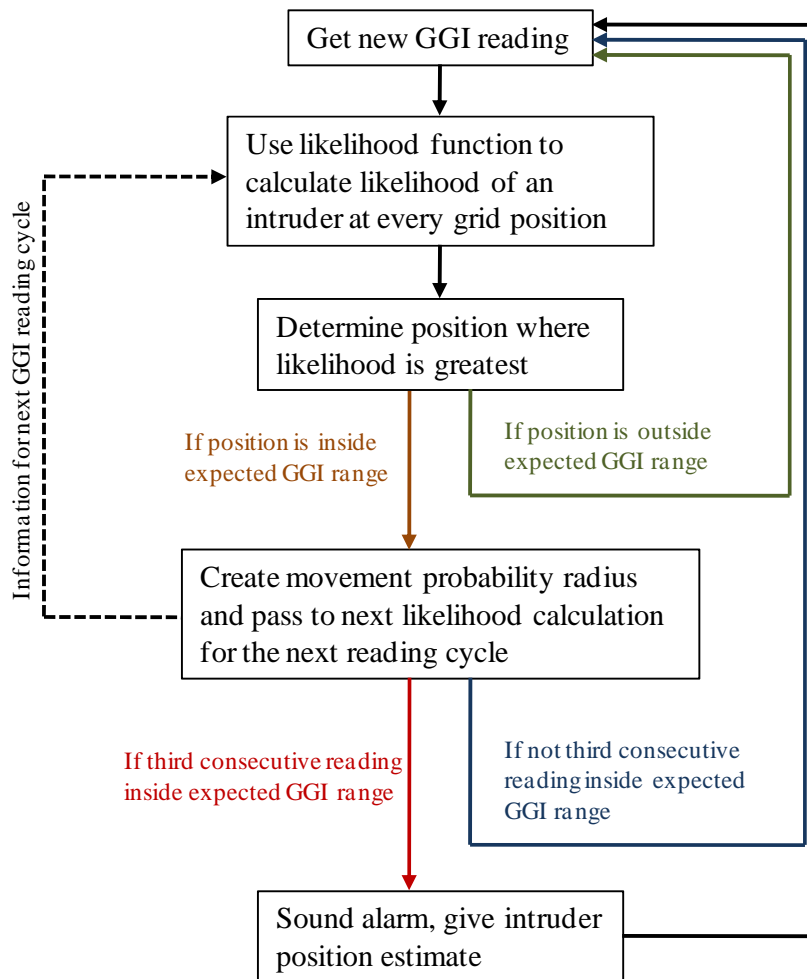 Get new GGI reading
Use likelihood function to
calculate likelihood of an
intruder at every grid position
Information for next GGI reading cycle
Determine position where
likelihood is greatest
If position is inside
expected GGI range
If position is outside
expected GGI range
Create movement probability radius
and pass to next likelihood calculation
for the next reading cycle
If third consecutive reading
inside expected GGI range
If not third consecutive
reading inside expected
GGI range
Sound alarm, give intruder
position estimate